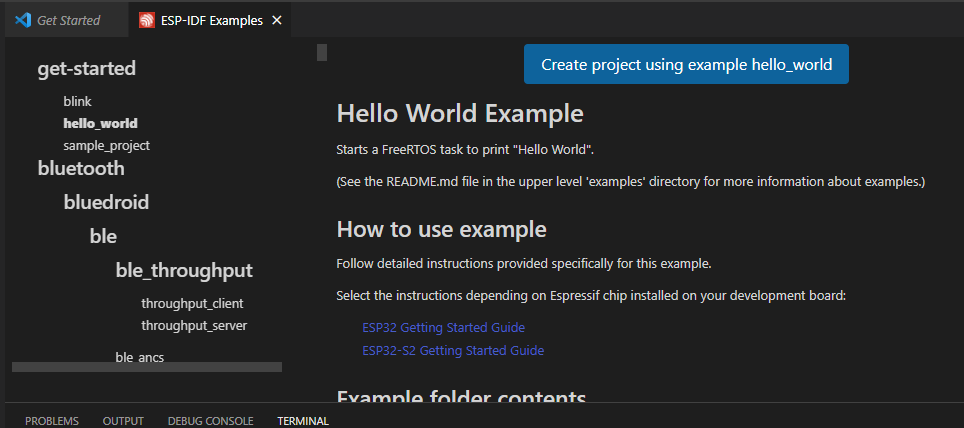 Get Started
ESP-IDF Examples
get-started
blink
hello_world
sample_project
bluetooth
bluedroid
ble
ble_throughput
throughput_client
throughput_server
ble_ancs
Create project using example hello_world
Hello World Example
Starts a FreeRTOS task to print "Hello World".
(See the README.md file in the upper level 'examples' directory for more information about examples.)
How to use example
Follow detailed instructions provided specifically for this example.
Select the instructions depending on Espressif chip installed on your development board:
ESP32 Getting Started Guide
ESP32-S2 Getting Started Guide
Example folder contents
PROBLEMS OUTPUT DEBUG CONSOLE TERMINAL